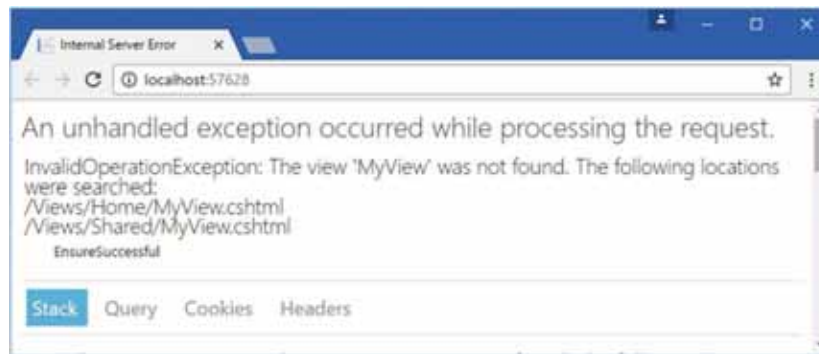 Internal Server Error
localhost:57628
An unhandled exception occurred while processing the request.
InvalidOperationException: The view 'MyView' was not found. The following locations
were searched:
/Views/Home/MyView.cshtml
/Views/Shared/MyView.cshtml
EnsureSuccessful
Stack Query Cookies Headers